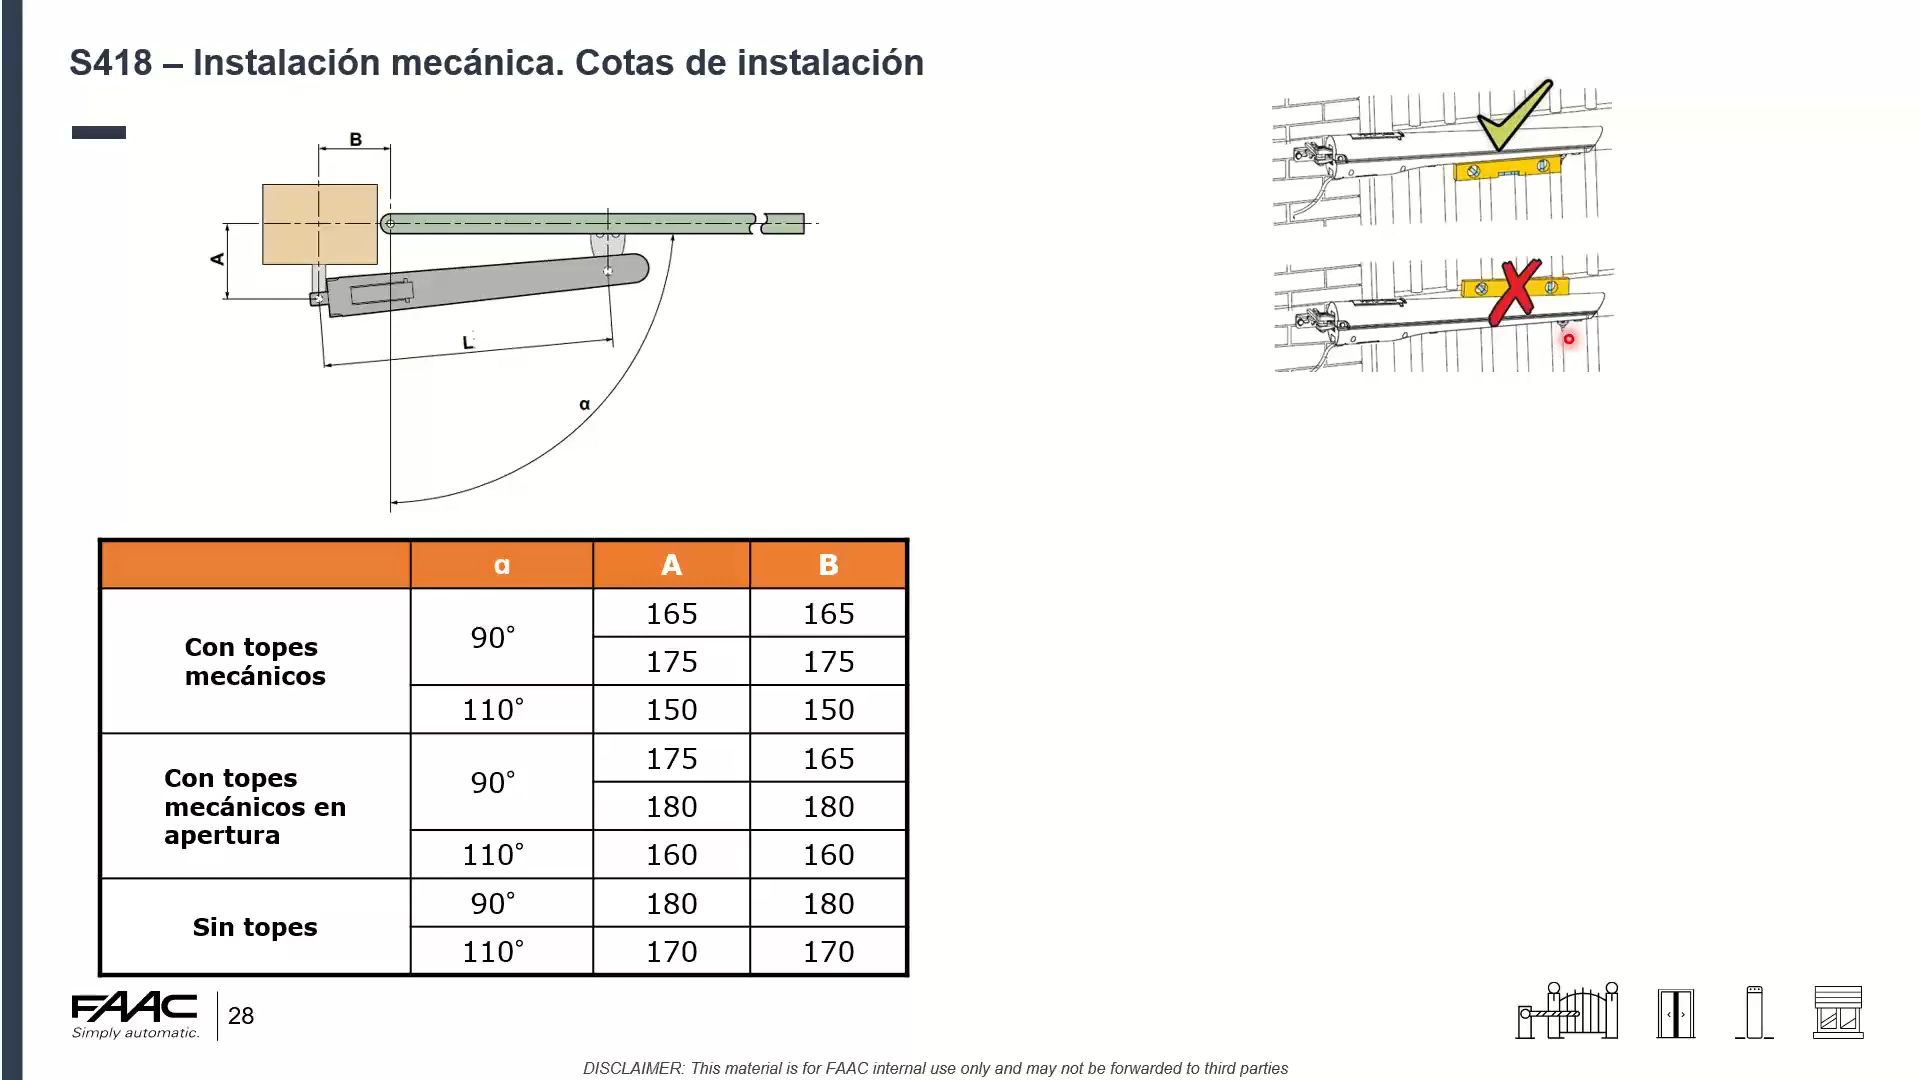 S418 – Instalación mecánica. Cotas de instalación
B
A
L
α
α A B
Con topes
mecánicos
90° 165 165
175 175
110° 150 150
Con topes
mecánicos en
apertura
90° 175 165
180 180
110° 160 160
Sin topes
90° 180 180
110° 170 170
FAAC
Simply automatic.
28
DISCLAIMER: This material is for FAAC internal use only and may not be forwarded to third parties